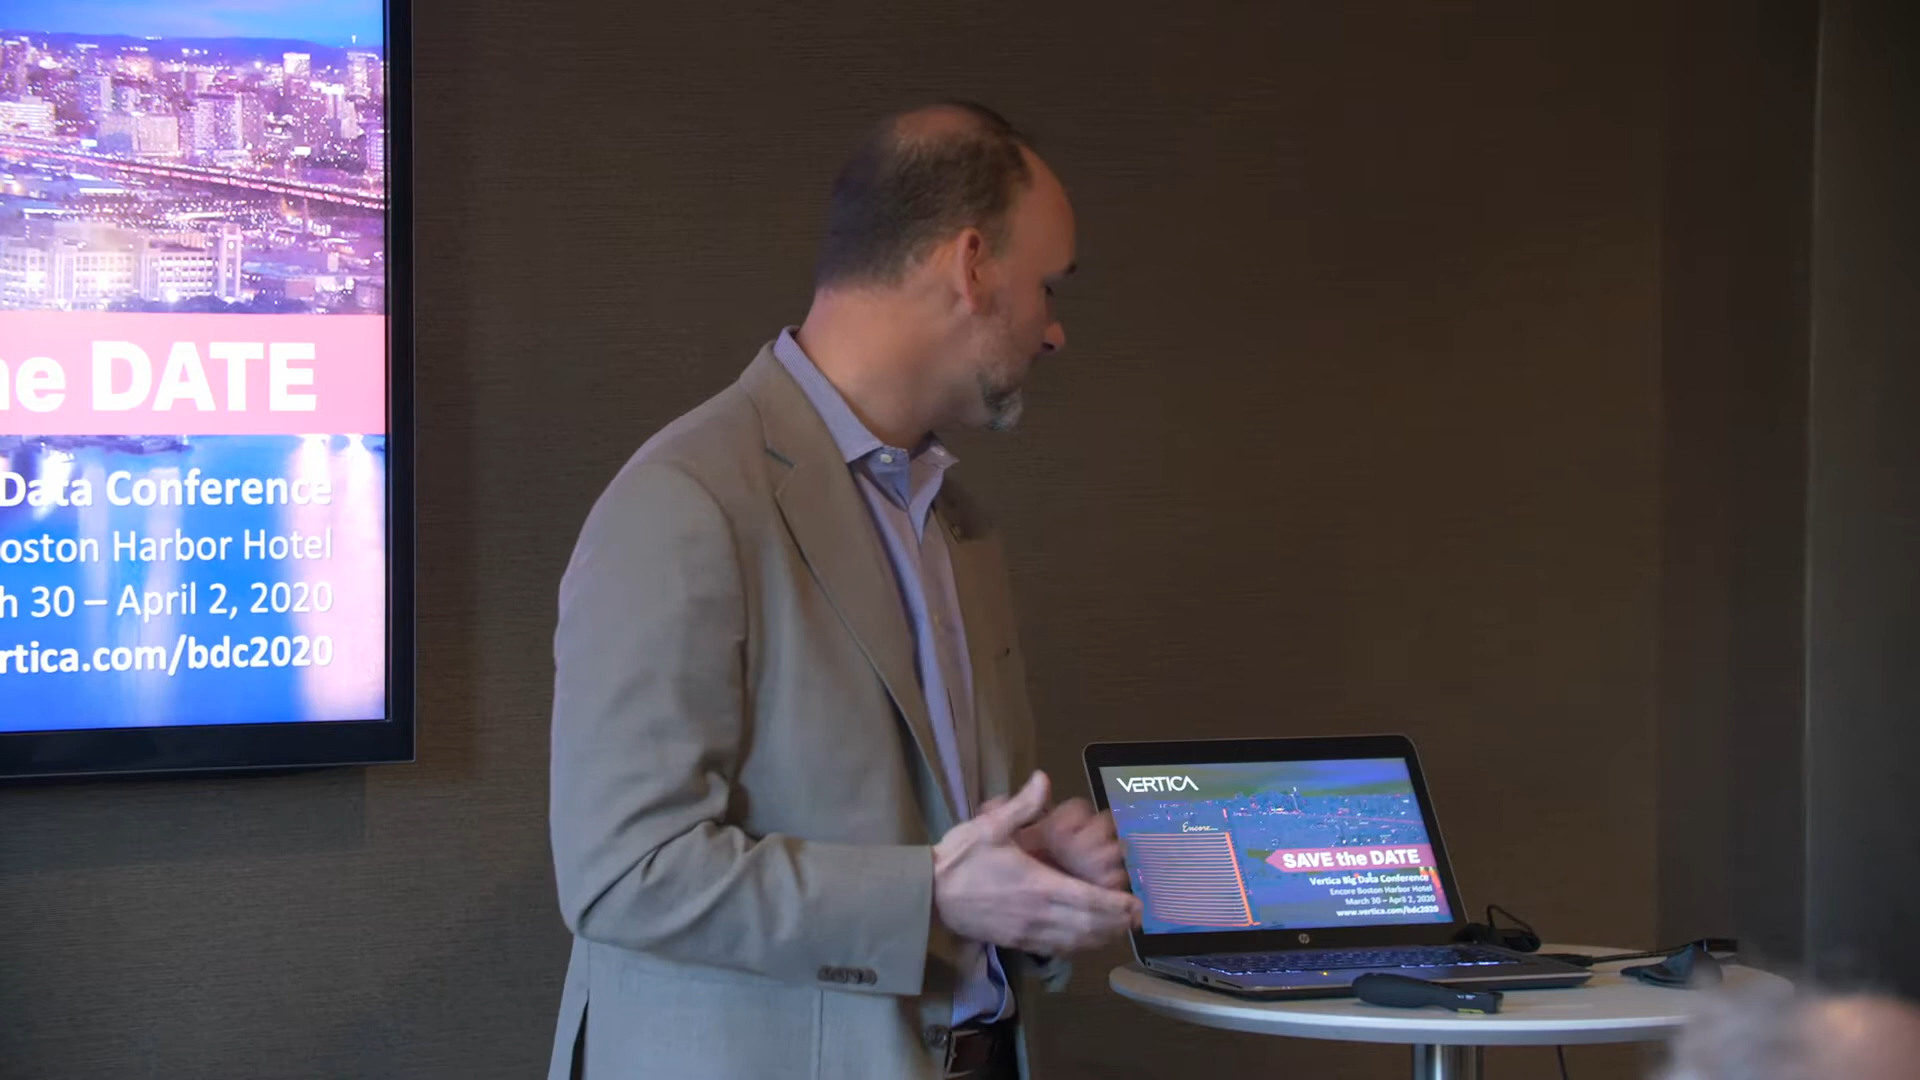 he DATE
Data Conference
oston Harbor Hotel
h 30 – April 2, 2020
rtica.com/bdc2020
VERTICA
Encore
SAVE the DATE
Vertica Big Data Conference
Encore Boston Harbor Hotel
March 30 – April 2, 2020
www.vertica.com/bdc2020
hp